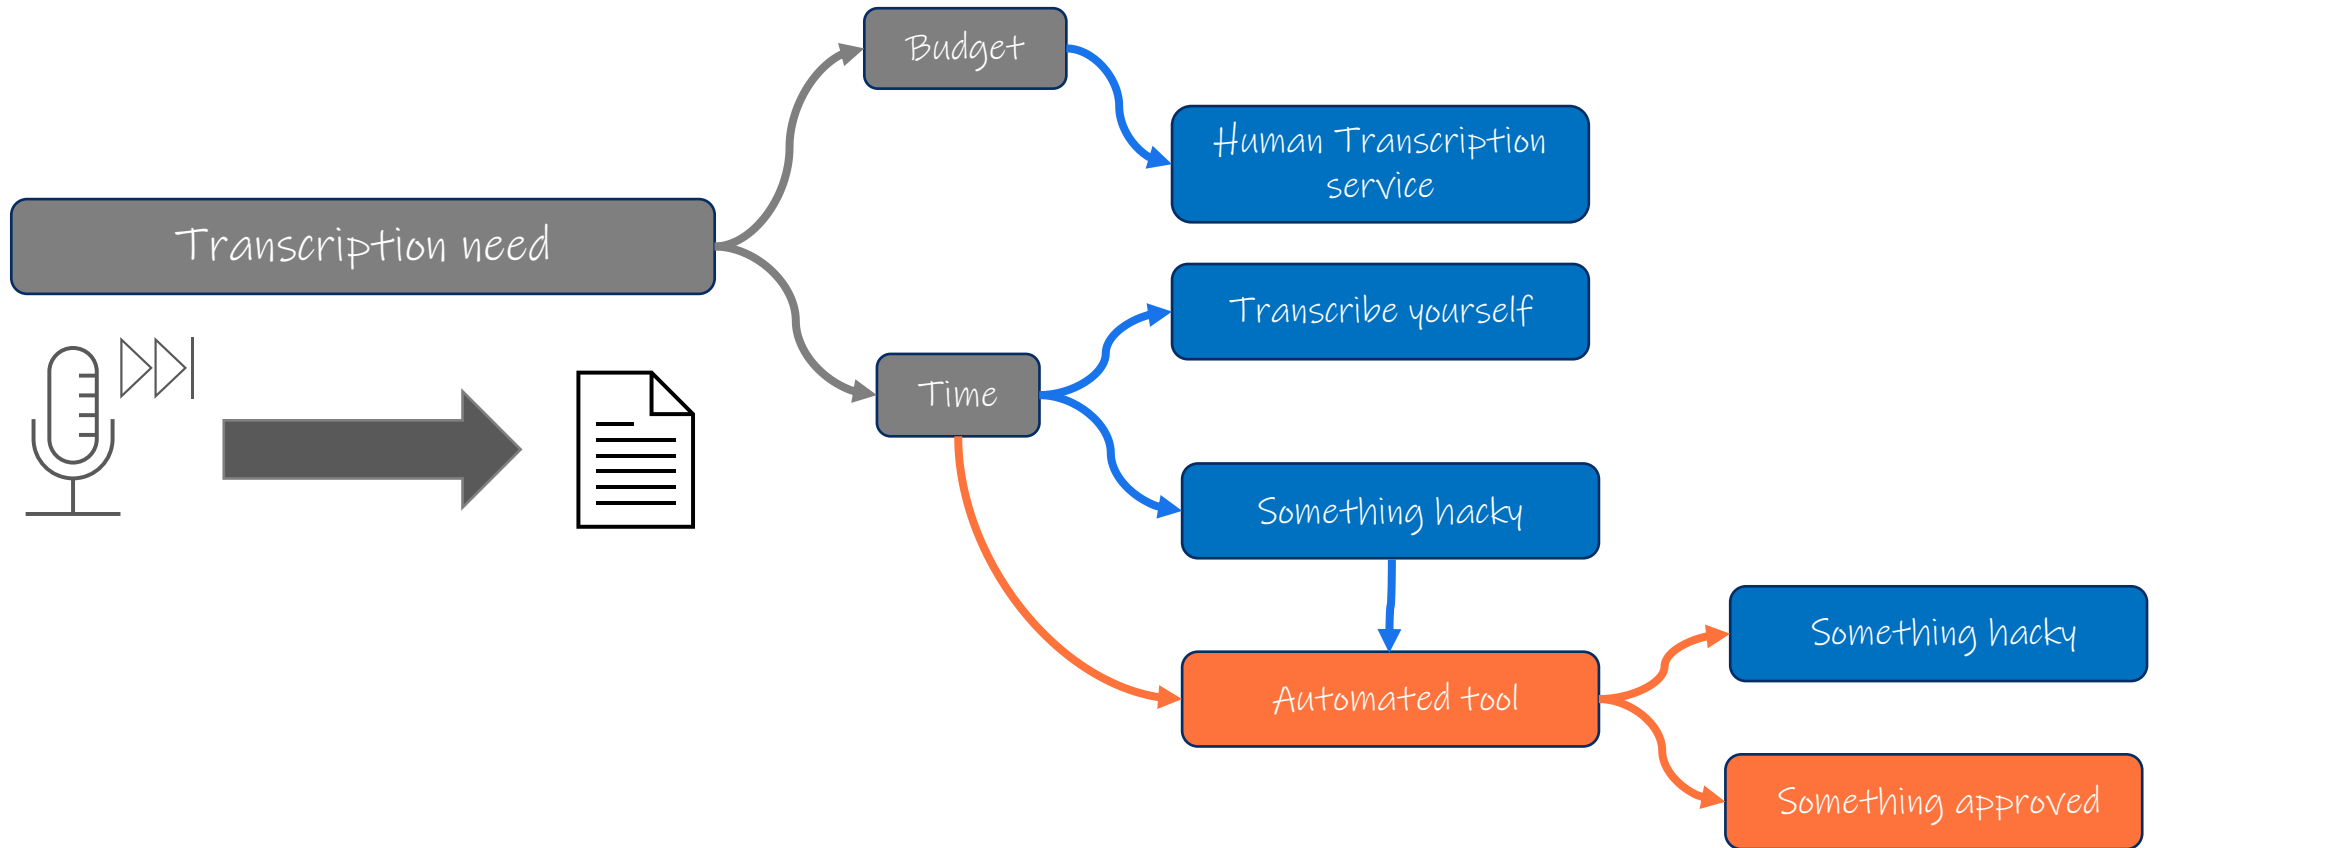 Budget
Human Transcription
service
Transcription need
Transcribe yourself
Time
Something hacky
Something hacky
Automated tool
Something approved